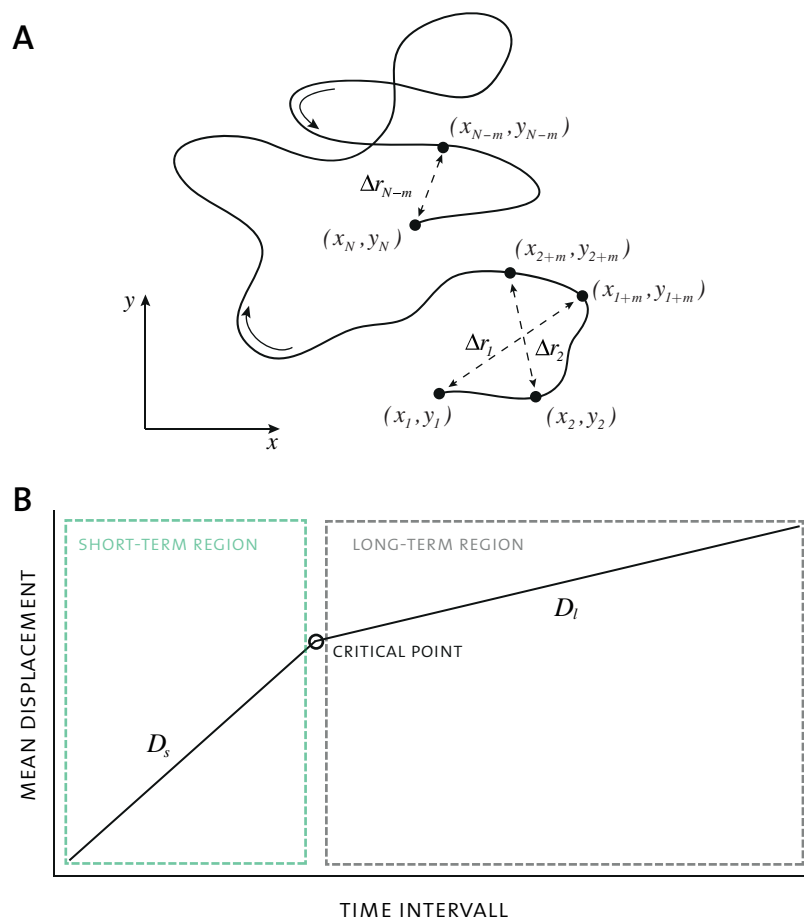 A
(x_{N−m}, y_{N−m})
Δr_{N−m}
(x_N, y_N)
(x_{2+m}, y_{2+m})
(x_{1+m}, y_{1+m})
y
Δr_1
Δr_2
(x_1, y_1)
(x_2, y_2)
x
B
SHORT-TERM REGION
LONG-TERM REGION
D_l
CRITICAL POINT
D_s
MEAN DISPLACEMENT
TIME INTERVALL